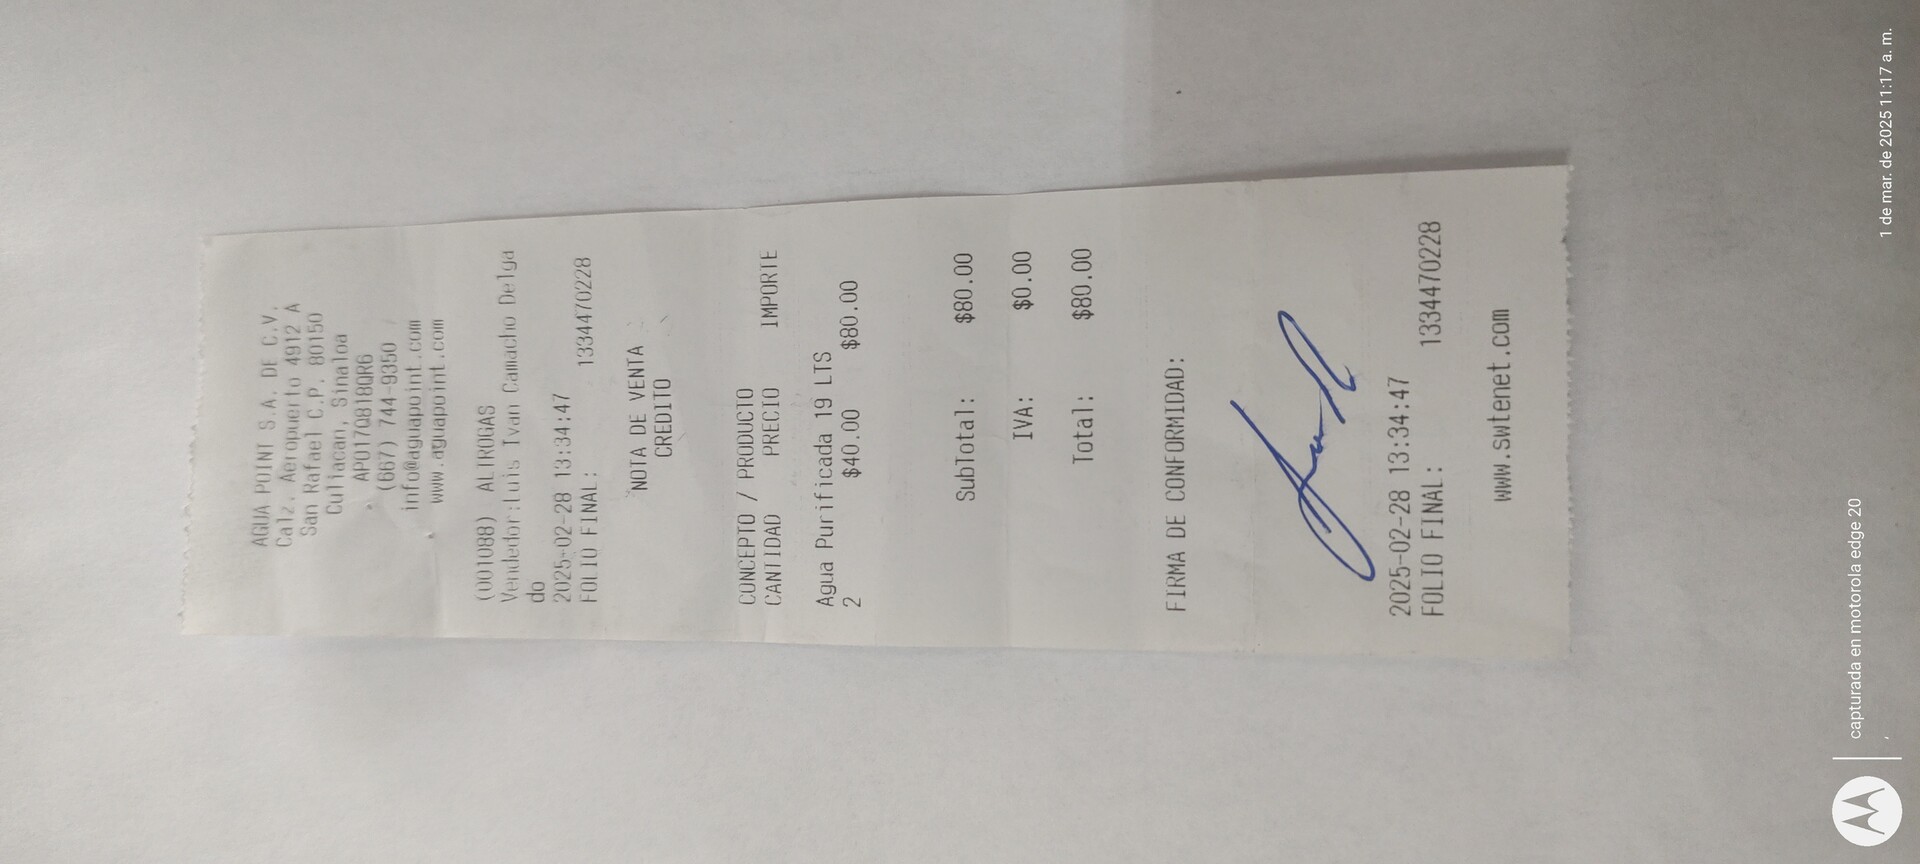 AGUA POINT S.A. DE C.V.
Calz. Aeropuerto 4912 A
San Rafael C.P. 80150
Culiacan, Sinaloa
APO170818QR6
(667) 744-9350
info@aguapoint.com
www.aguapoint.com
(001088) ALIROGAS
Vendedor:Luis Ivan Camacho Delga
do
2025-02-28 13:34:47
FOLIO FINAL: 133447​0228
NOTA DE VENTA
CREDITO
CONCEPTO / PRODUCTO
CANTIDAD PRECIO IMPORTE
Agua Purificada 19 LTS
2 $40.00 $80.00
SubTotal: $80.00
IVA: $0.00
Total: $80.00
FIRMA DE CONFORMIDAD:
2025-02-28 13:34:47
FOLIO FINAL: 1334470228
www.swtenet.com
capturada en motorola edge 20
1 de mar. de 2025 11:17 a. m.